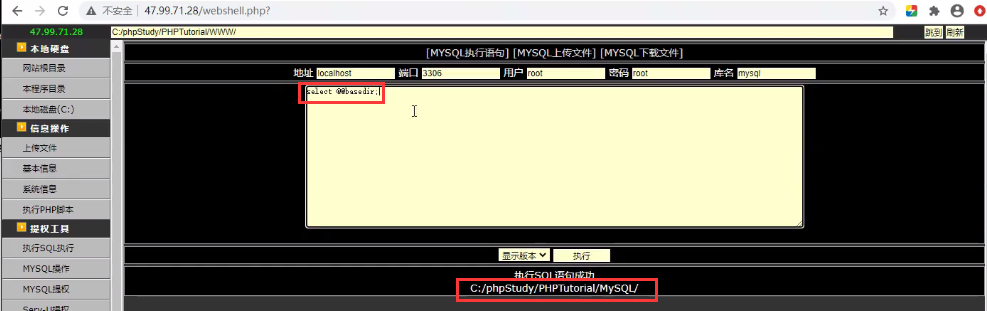 不安全 | 47.99.71.28/webshell.php?
47.99.71.28 C:/phpStudy/PHPTutorial/WWW/ 跳到 刷新
本地硬盘
网站根目录
本程序目录
本地磁盘(C:)
信息操作
上传文件
基本信息
系统信息
执行PHP脚本
提权工具
执行SQL执行
MYSQL操作
MYSQL提权
Serv-U提权
[MYSQL执行语句] [MYSQL上传文件] [MYSQL下载文件]
地址 localhost 端口 3306 用户 root 密码 root 库名 mysql
select @@basedir;
显示版本 执行
执行SQL语句成功
C:/phpStudy/PHPTutorial/MySQL/